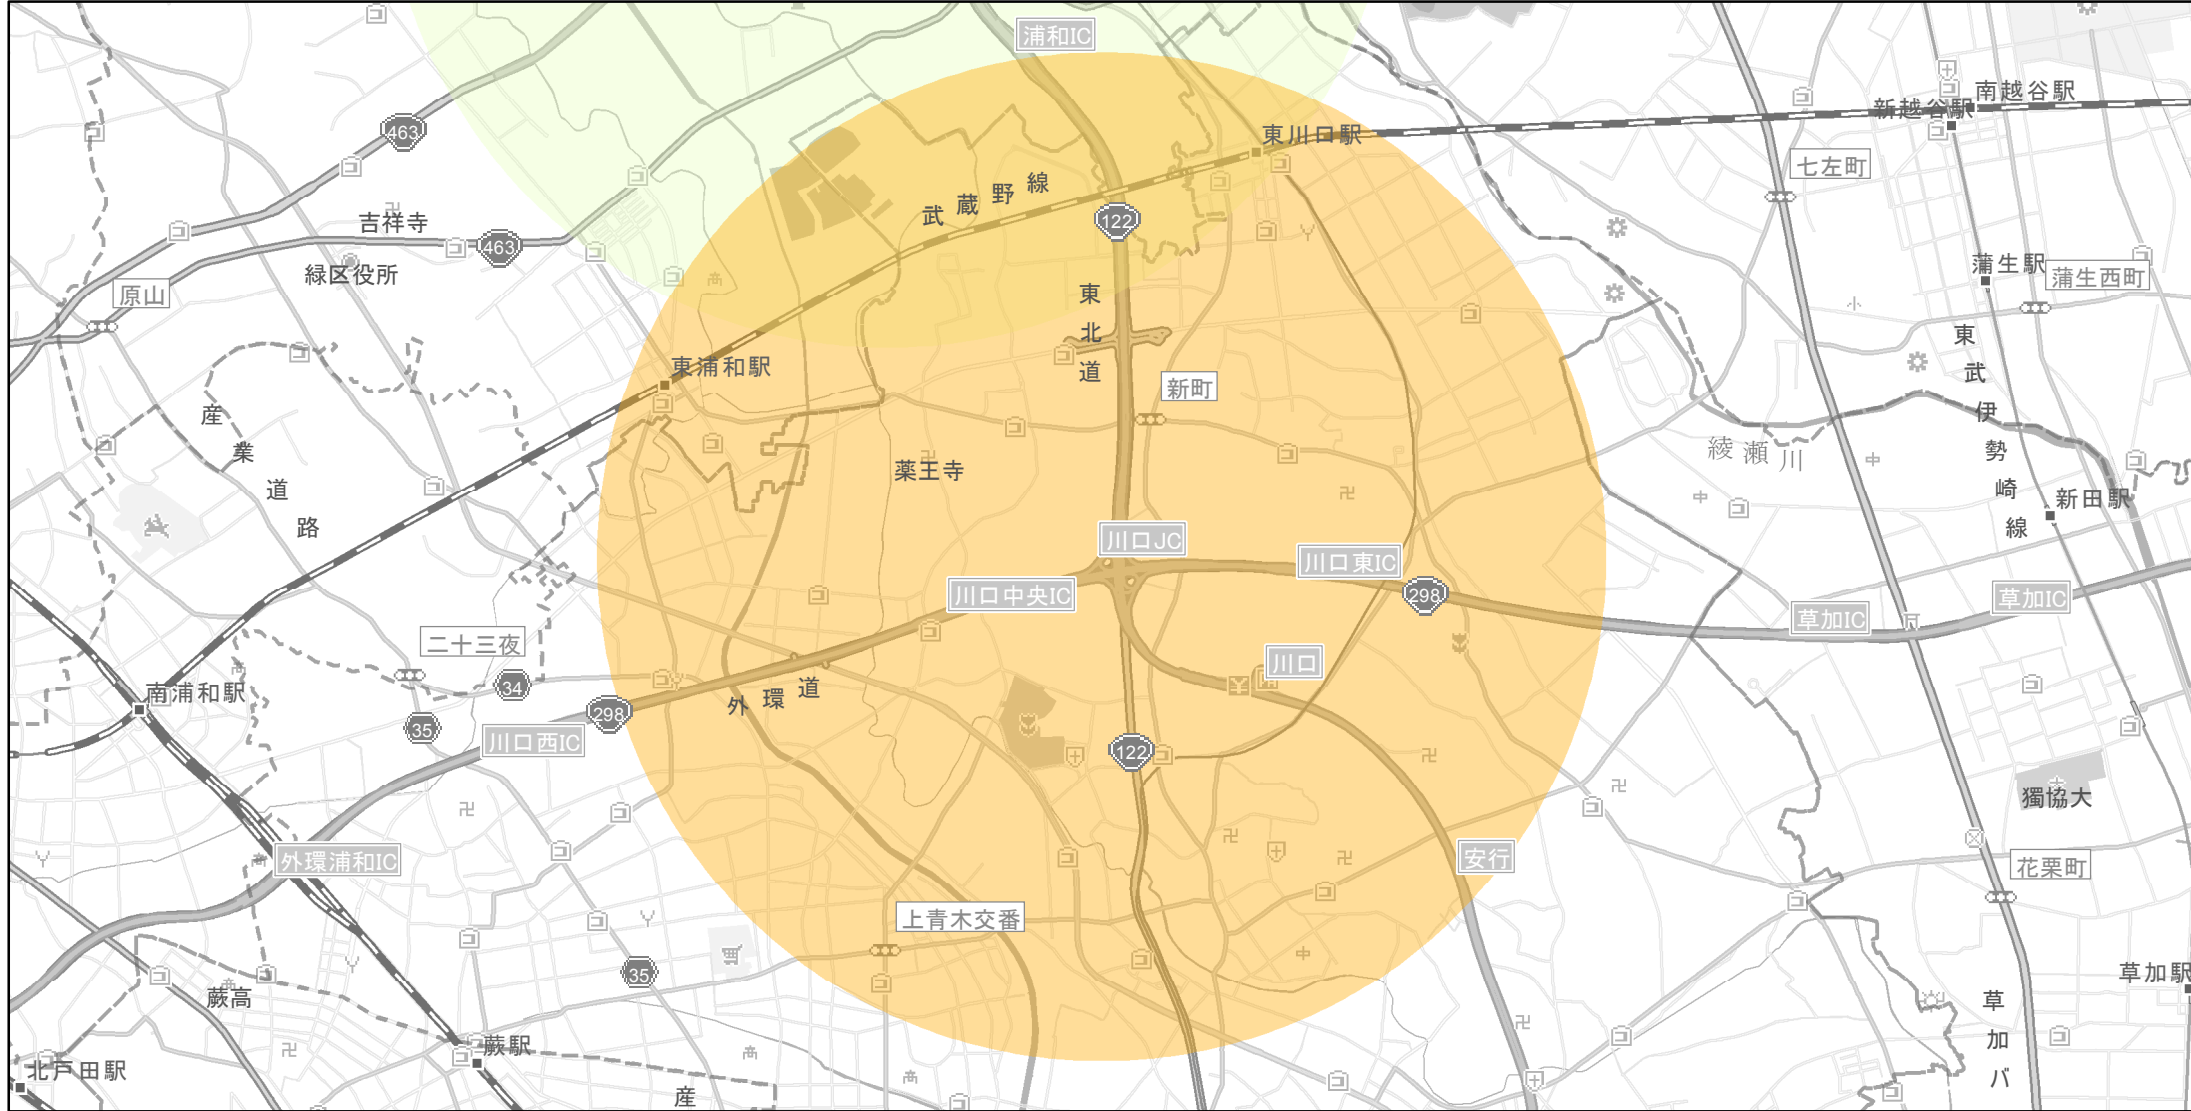 浦和IC
463
東川口駅
南越谷駅
新越谷駅
七左町
武蔵野線
吉祥寺
463
122
緑区役所
原山
蒲生駅
蒲生西町
東北道
東浦和駅
新町
東武伊勢崎線
産業道路
薬王寺
綾瀬川
新田駅
川口JC
川口東IC
川口中央IC
298
草加IC
草加IC
二十三夜
川口
南浦和駅
34
外環道
298
35
川口西IC
122
獨協大
外環浦和IC
安行
花栗町
上青木交番
35
草加駅
蕨高
草加バ
蕨駅
北戸田駅
産